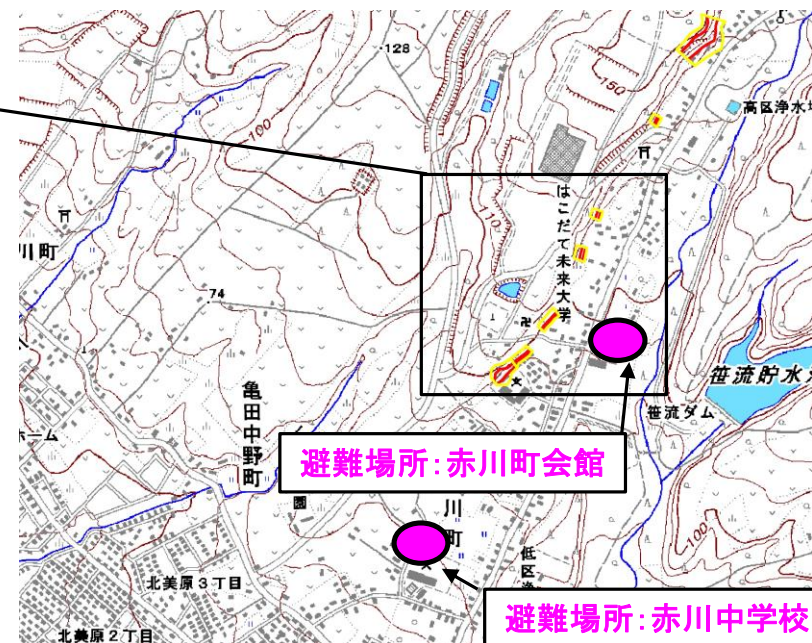 128
150
高区浄水
100
はこだて未来大学
110
川町
74
笹流貯水
笹流ダム
亀田中野町
ホーム
避難場所:赤川町会館
川町
北美原3丁目
低区浄
100
避難場所:赤川中学校
北美原2丁目